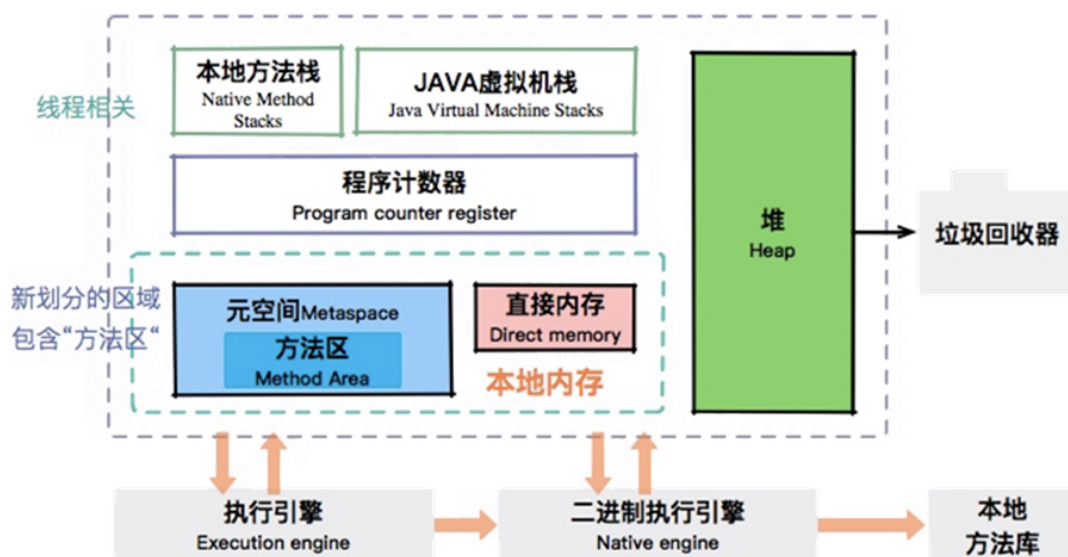 本地方法栈
Native Method
Stacks
JAVA虚拟机栈
Java Virtual Machine Stacks
线程相关
程序计数器
Program counter register
堆
Heap
垃圾回收器
新划分的区域
包含“方法区“
元空间Metaspace
方法区
Method Area
直接内存
Direct memory
本地内存
执行引擎
Execution engine
二进制执行引擎
Native engine
本地
方法库